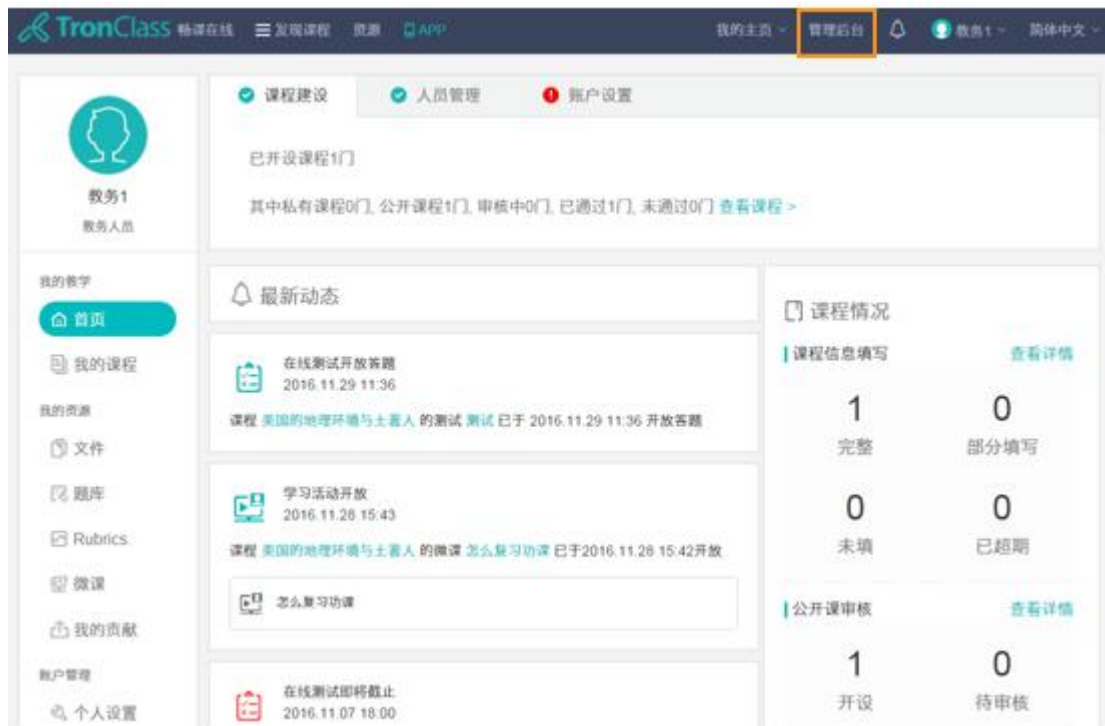 TronClass 畅课在线 发现课程 资源 APP 我的主页 管理后台 教务1 简体中文
教务1
教务人员
我的教学
首页
我的课程
我的资源
文件
题库
Rubrics
微课
我的贡献
账户管理
个人设置
课程建设 人员管理 账户设置
已开设课程1门
其中私有课程0门, 公开课程1门, 审核中0门, 已通过1门, 未通过0门 查看课程 >
最新动态
在线测试开放答题
2016.11.29 11:36
课程 美国的地理环境与土著人 的测试 测试 已于 2016.11.29 11:36 开放答题
学习活动开放
2016.11.28 15:43
课程 美国的地理环境与土著人 的微课 怎么复习功课 已于2016.11.28 15:42开放
怎么复习功课
在线测试即将截止
2016.11.07 18:00
课程情况
课程信息填写 查看详情
1 0
完整 部分填写
0 0
未填 已超期
公开课审核 查看详情
1 0
开设 待审核